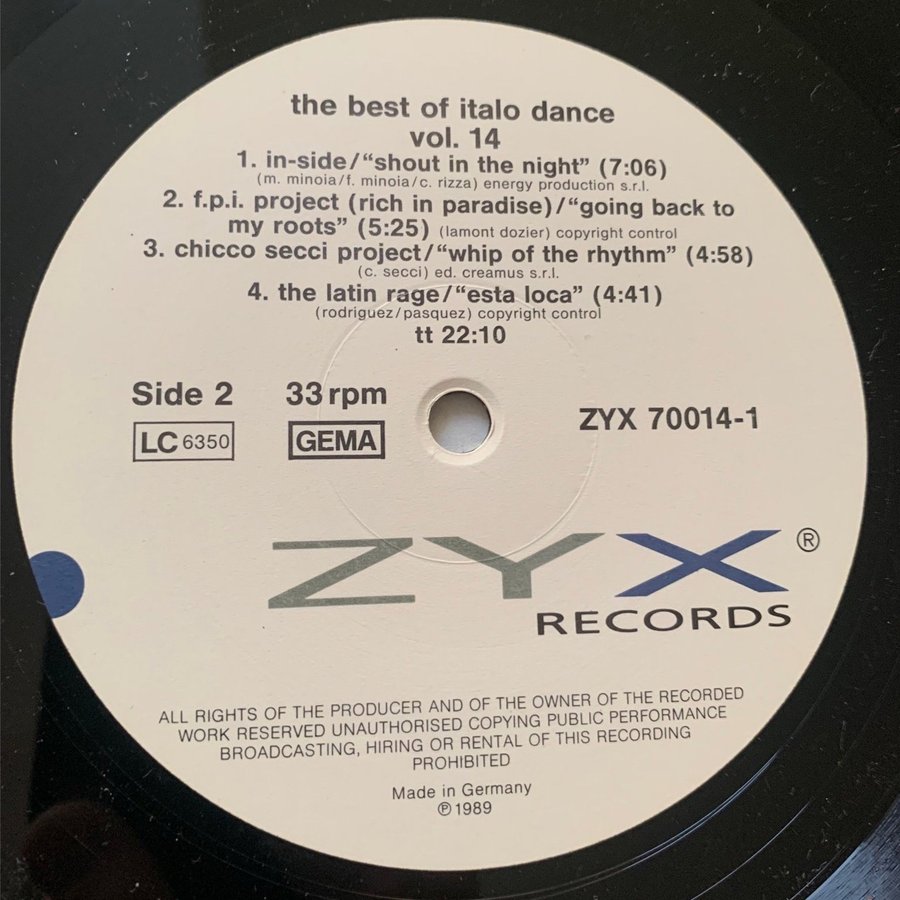 the best of italo dance
vol. 14
1. in-side/“shout in the night” (7:06)
(m. minoia/f. minoia/c. rizza) energy production s.r.l.
2. f.p.i. project (rich in paradise)/“going back to
my roots” (5:25) (lamont dozier) copyright control
3. chicco secci project/“whip of the rhythm” (4:58)
(c. secci) ed. creamus s.r.l.
4. the latin rage/“esta loca” (4:41)
(rodriguez/pasquez) copyright control
tt 22:10
Side 2 33 rpm
LC 6350 GEMA ZYX 70014-1
ZYX ®
RECORDS
ALL RIGHTS OF THE PRODUCER AND OF THE OWNER OF THE RECORDED
WORK RESERVED UNAUTHORISED COPYING PUBLIC PERFORMANCE
BROADCASTING, HIRING OR RENTAL OF THIS RECORDING
PROHIBITED
Made in Germany
℗ 1989